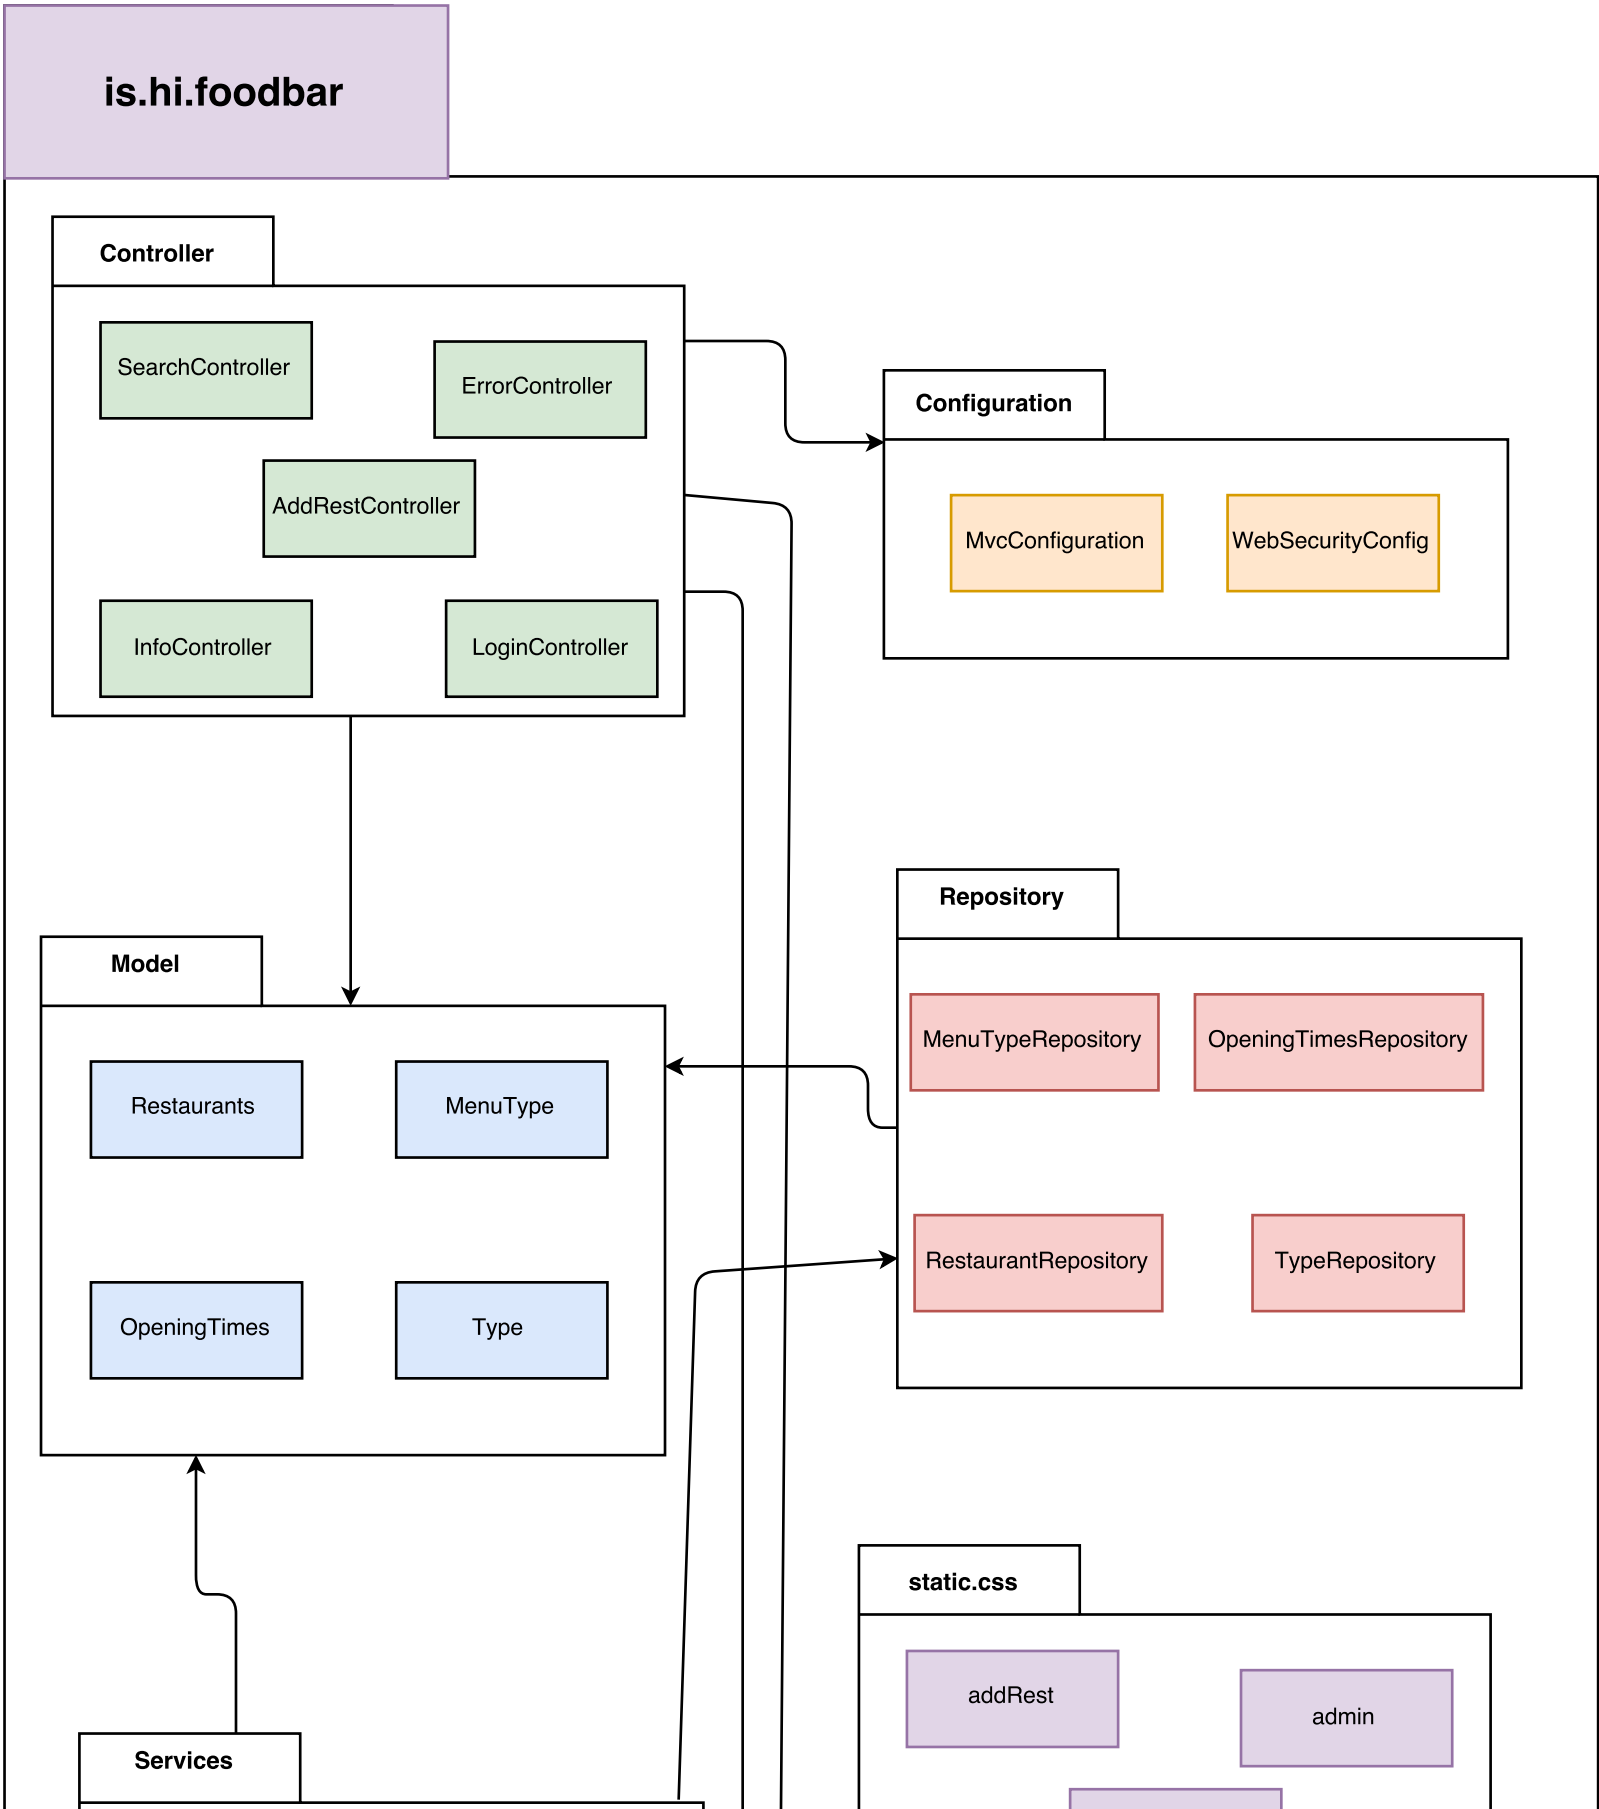 is.hi.foodbar
Controller
SearchController
ErrorController
AddRestController
InfoController
LoginController
Configuration
MvcConfiguration
WebSecurityConfig
Repository
MenuTypeRepository
OpeningTimesRepository
RestaurantRepository
TypeRepository
Model
Restaurants
MenuType
OpeningTimes
Type
static.css
addRest
admin
Services